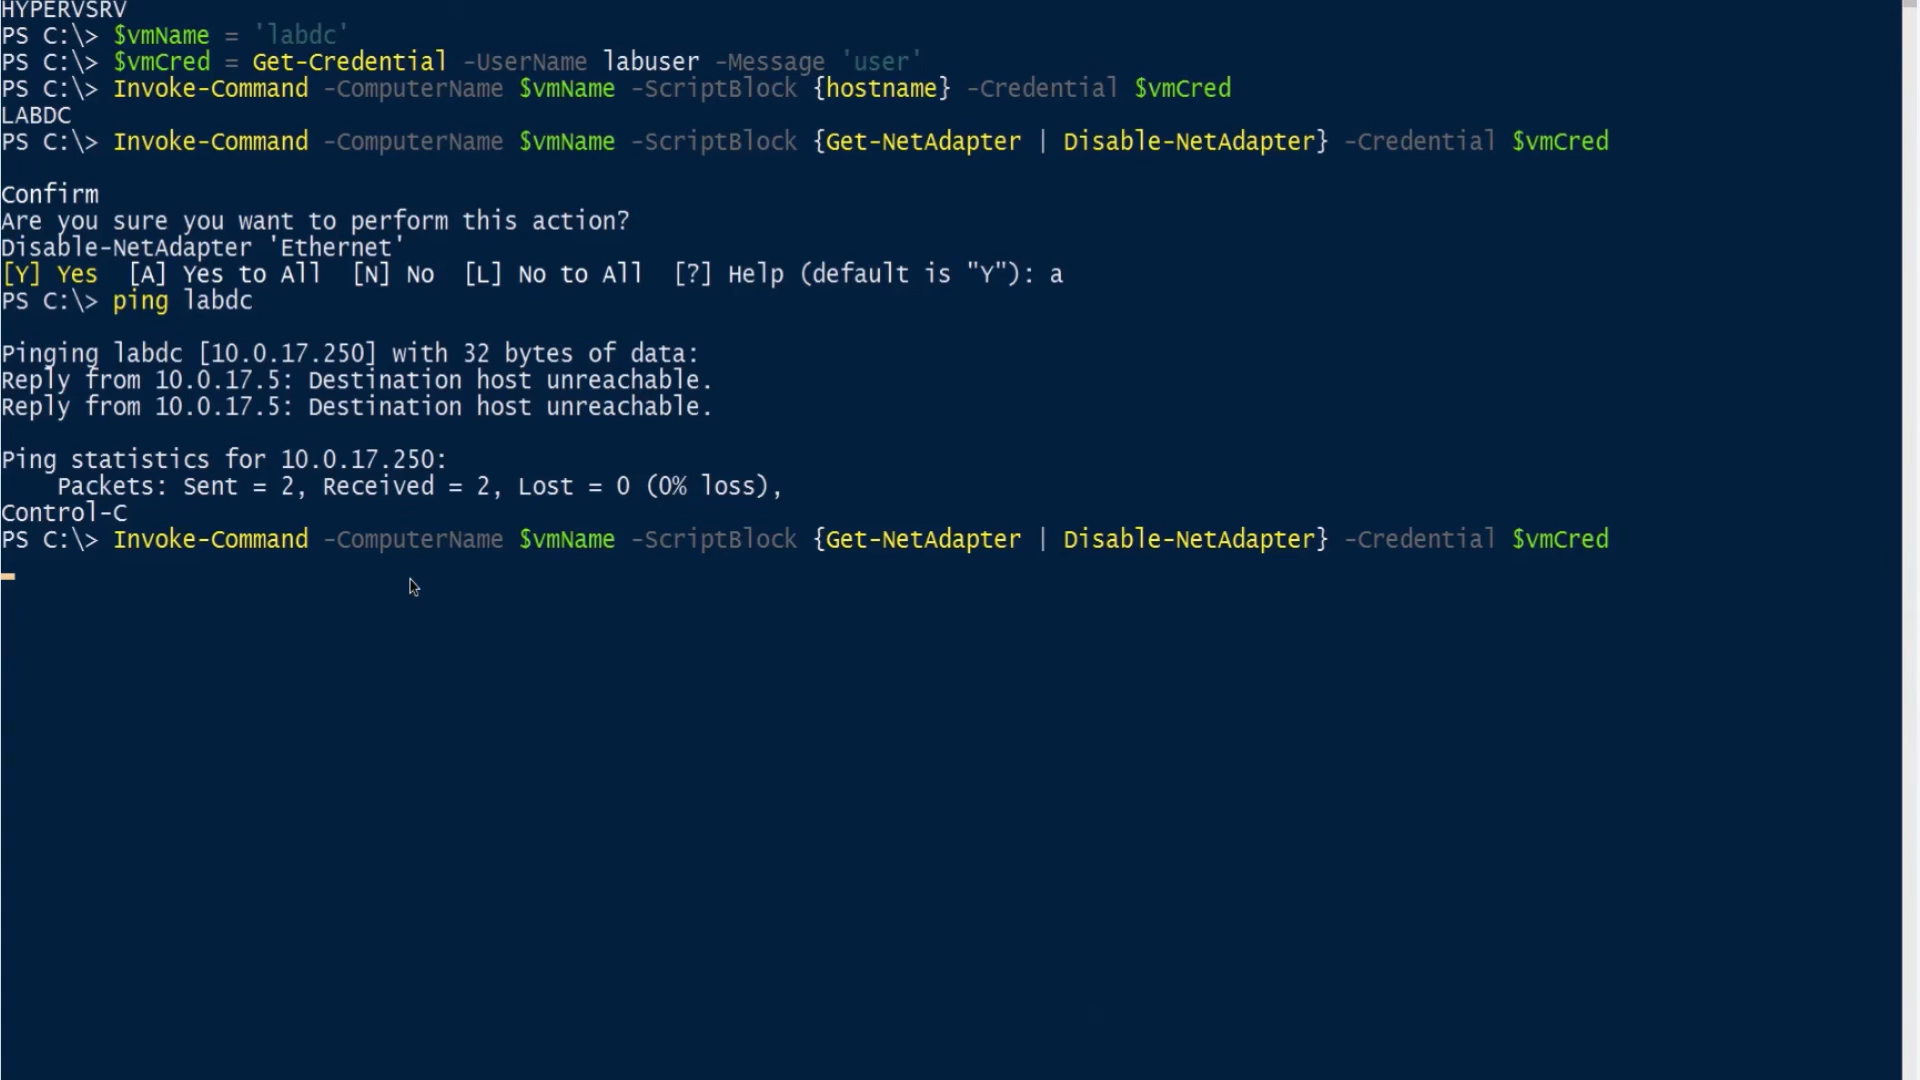 HYPERVSRV
PS C:\> $vmName = 'labdc'
PS C:\> $vmCred = Get-Credential -UserName labuser -Message 'user'
PS C:\> Invoke-Command -ComputerName $vmName -ScriptBlock {hostname} -Credential $vmCred
LABDC
PS C:\> Invoke-Command -ComputerName $vmName -ScriptBlock {Get-NetAdapter | Disable-NetAdapter} -Credential $vmCred
Confirm
Are you sure you want to perform this action?
Disable-NetAdapter 'Ethernet'
[Y] Yes  [A] Yes to All  [N] No  [L] No to All  [?] Help (default is "Y"): a
PS C:\> ping labdc
Pinging labdc [10.0.17.250] with 32 bytes of data:
Reply from 10.0.17.5: Destination host unreachable.
Reply from 10.0.17.5: Destination host unreachable.
Ping statistics for 10.0.17.250:
    Packets: Sent = 2, Received = 2, Lost = 0 (0% loss),
Control-C
PS C:\> Invoke-Command -ComputerName $vmName -ScriptBlock {Get-NetAdapter | Disable-NetAdapter} -Credential $vmCred